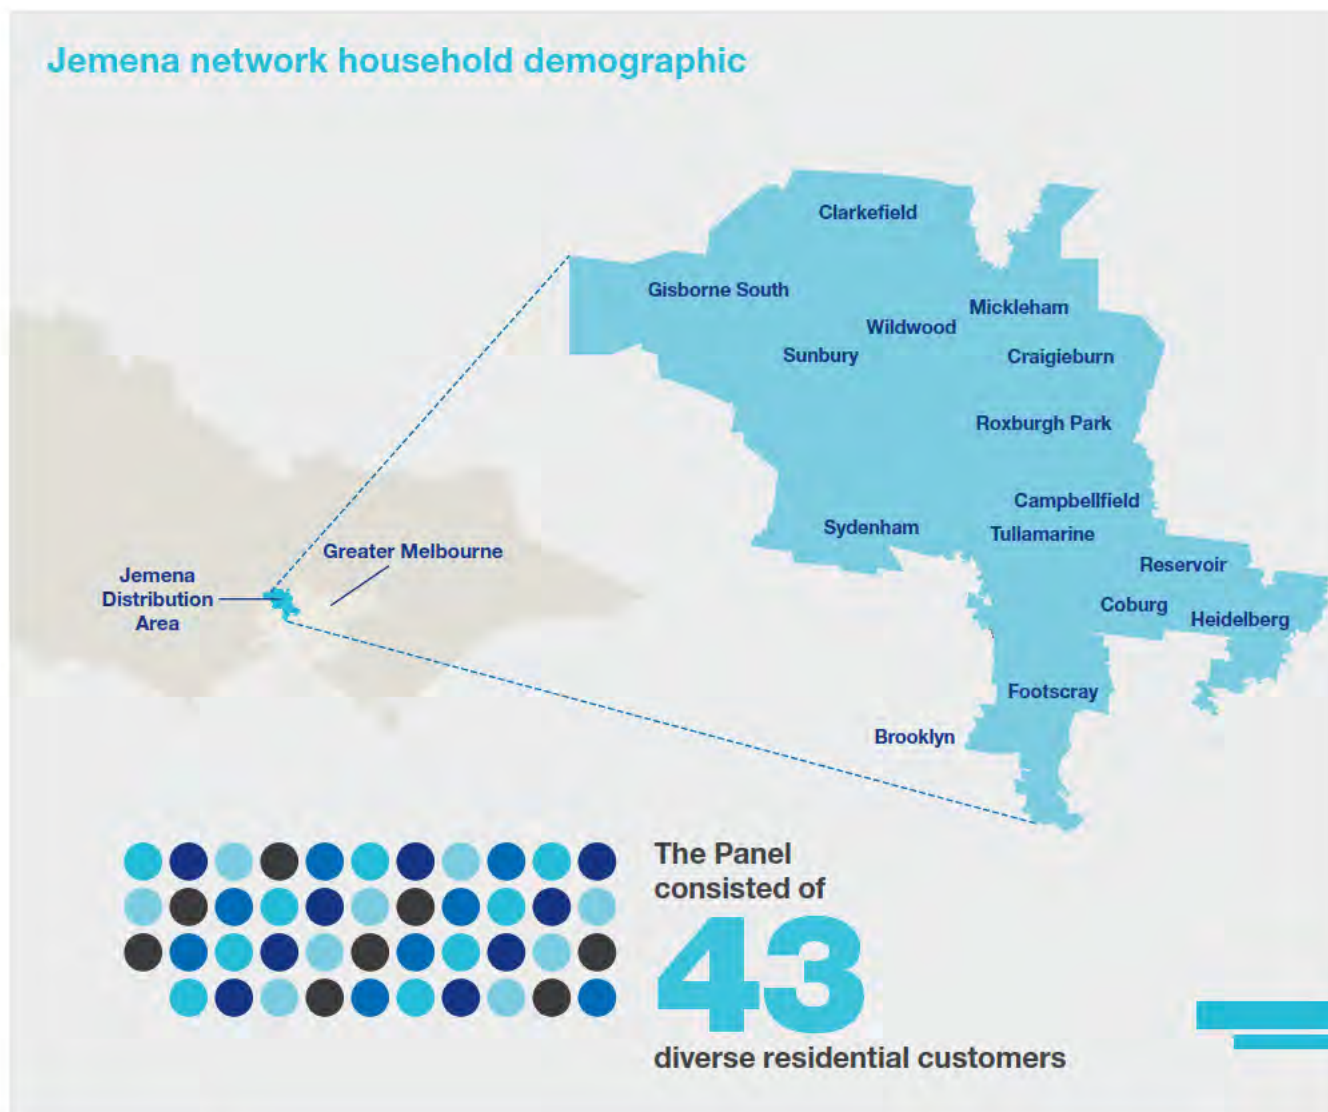 Jemena network household demographic
Clarkefield
Gisborne South
Mickleham
Wildwood
Sunbury
Craigieburn
Roxburgh Park
Campbellfield
Sydenham
Tullamarine
Greater Melbourne
Jemena
Distribution
Area
Reservoir
Coburg
Heidelberg
Footscray
Brooklyn
The Panel
consisted of
43
diverse residential customers